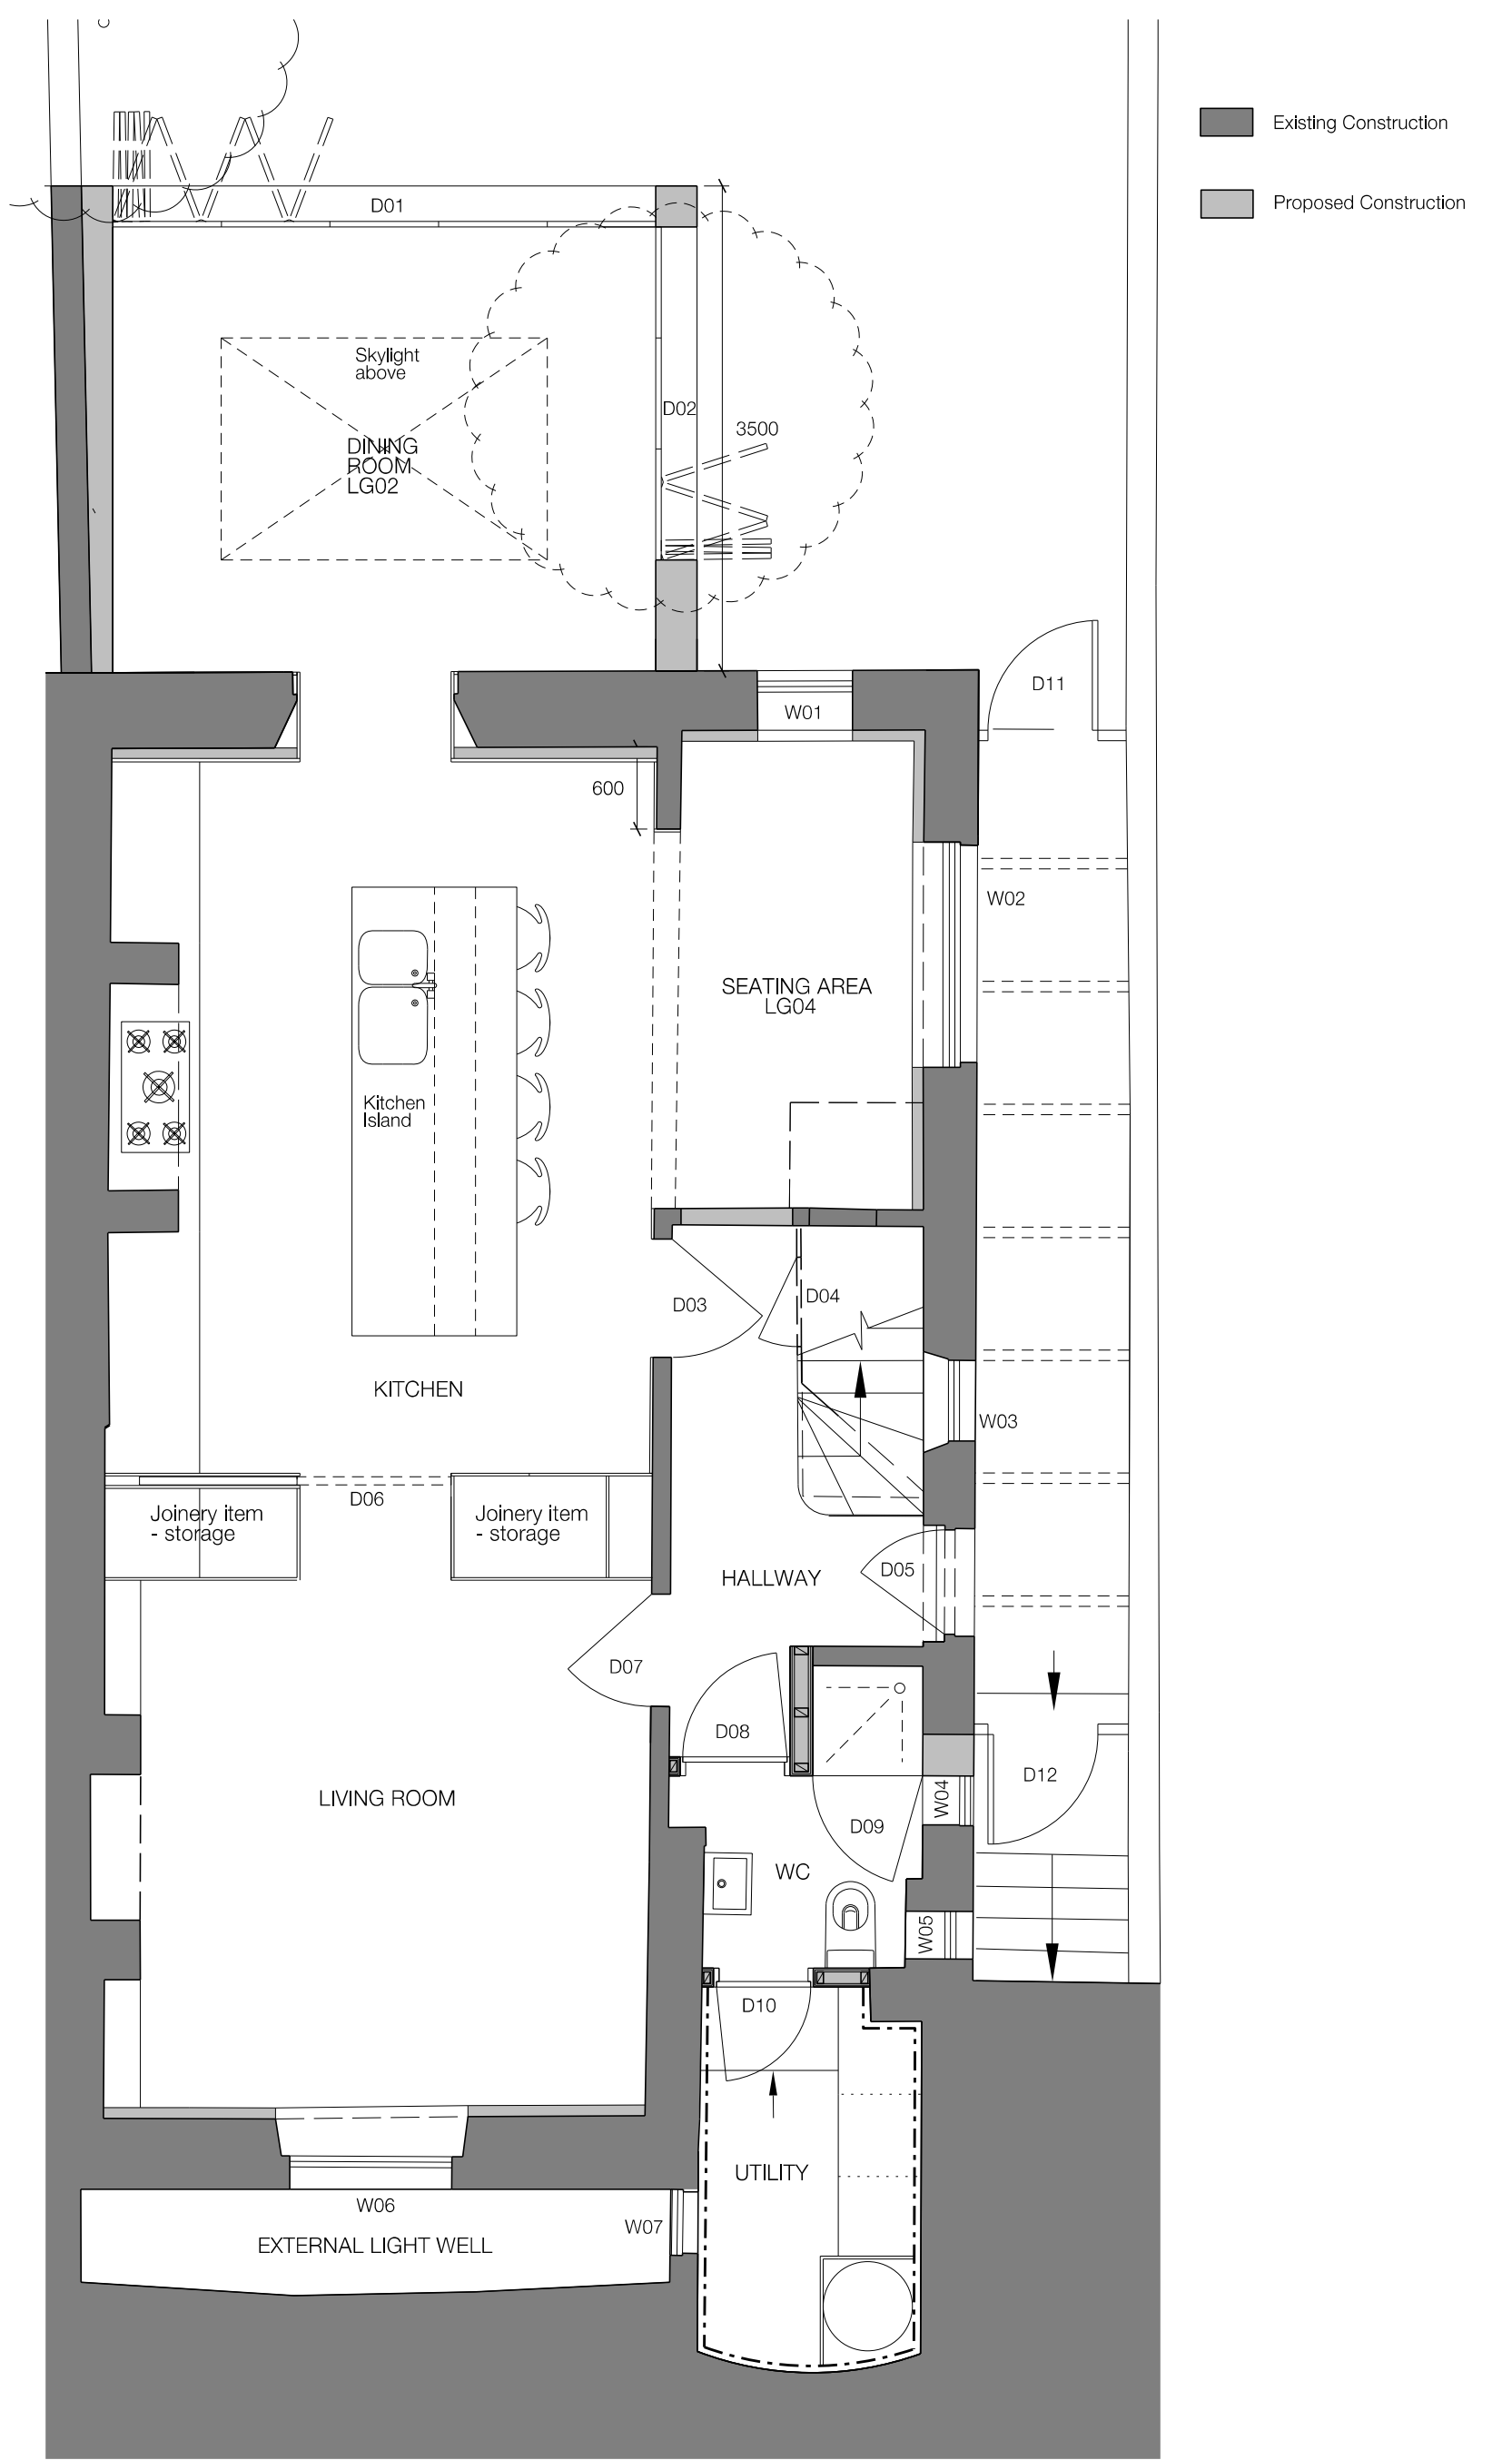 Existing Construction
Proposed Construction
D01
Skylight
above
D02
3500
DINING
ROOM
LG02
D11
W01
600
W02
SEATING AREA
LG04
Kitchen
Island
D03
D04
KITCHEN
W03
D06
Joinery item
- storage
Joinery item
- storage
D05
HALLWAY
D07
D08
D12
LIVING ROOM
W04
D09
WC
W05
D10
UTILITY
W06
W07
EXTERNAL LIGHT WELL